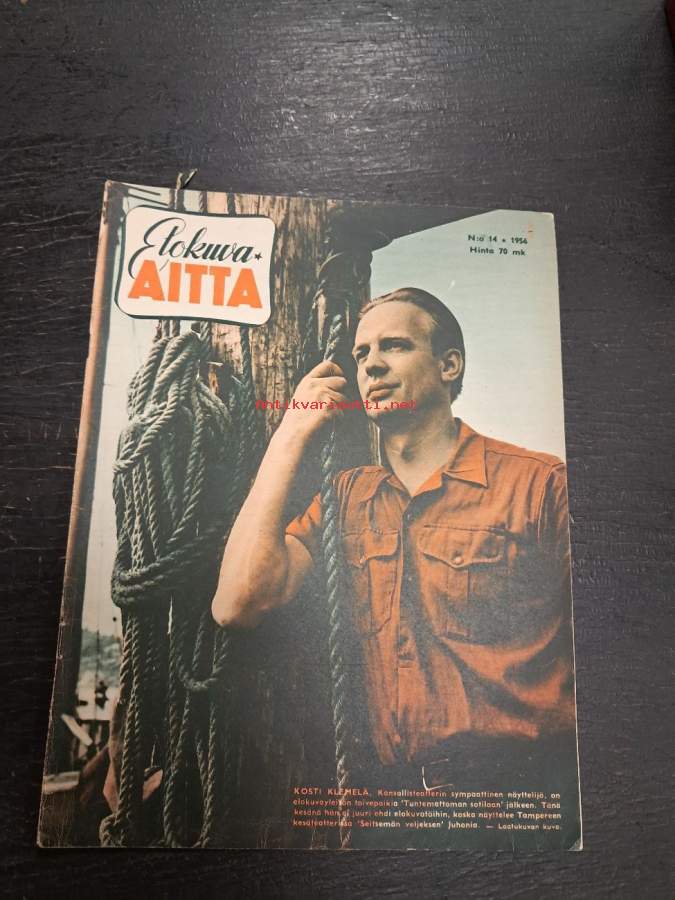 Elokuva
AITTA
N:o 14 ★ 1956
Hinta 70 mk
antikvariaatti.net
KOSTI KLEMELÄ, Kansallisteatterin sympaattinen näyttelijä, on
elokuvayleisön toivepoikia 'Tuntemattoman sotilaan' jälkeen. Tänä
kesänä hän ei juuri ehdi elokuvatöihin, koska näyttelee Tampereen
kesäteatterissa 'Seitsemän veljeksen' Juhania. — Laatukuvan kuva.